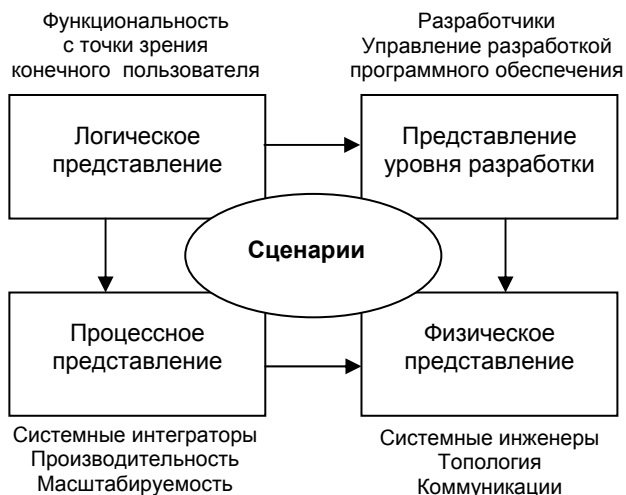 Функциональность
с точки зрения
конечного пользователя
Разработчики
Управление разработкой
программного обеспечения
Логическое
представление
Представление
уровня разработки
Сценарии
Процессное
представление
Физическое
представление
Системные интеграторы
Производительность
Масштабируемость
Системные инженеры
Топология
Коммуникации